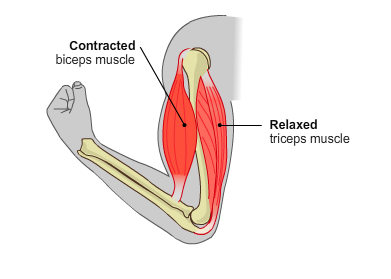 Contracted
biceps muscle
Relaxed
triceps muscle